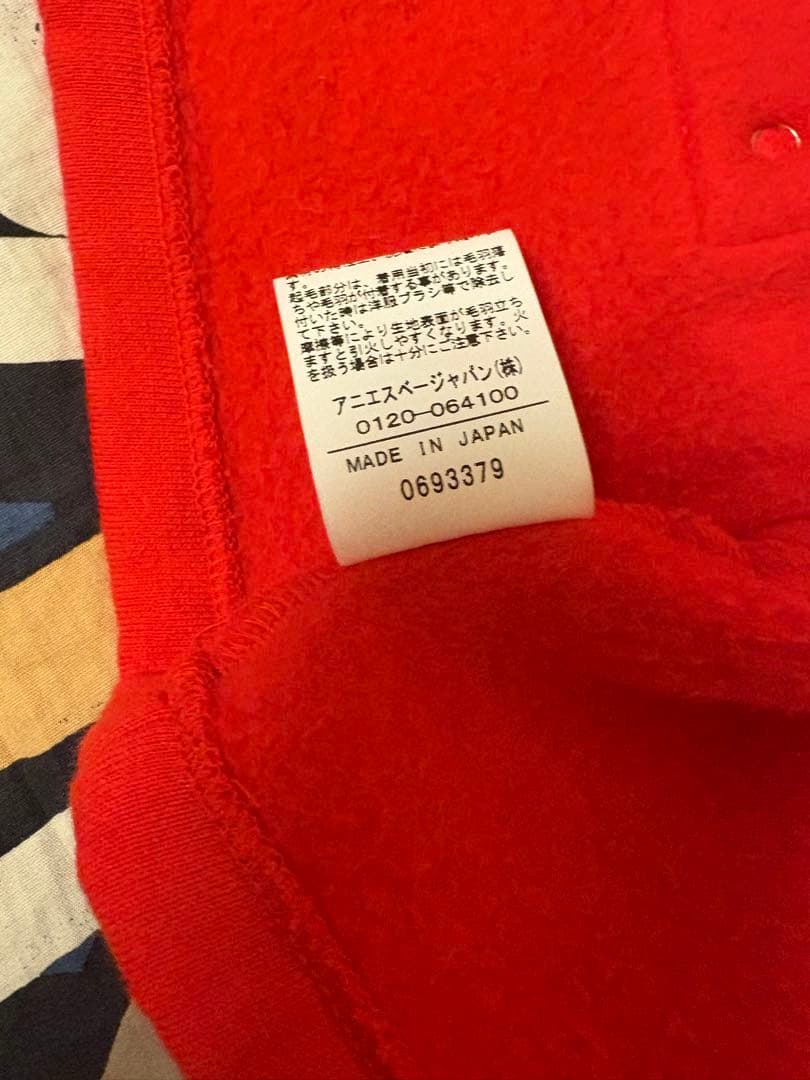 す。
起毛部分は、着用当初には毛羽落
ちや毛羽が付着する事があります。
付いた時は洋服ブラシ等で除去し
て下さい。
摩擦等により生地表面が毛羽立ち
ますと引火しやすくなります。火
を扱う場合は十分にご注意下さい。
アニエスベージャパン(株)
0120-064100
MADE IN JAPAN
0693379